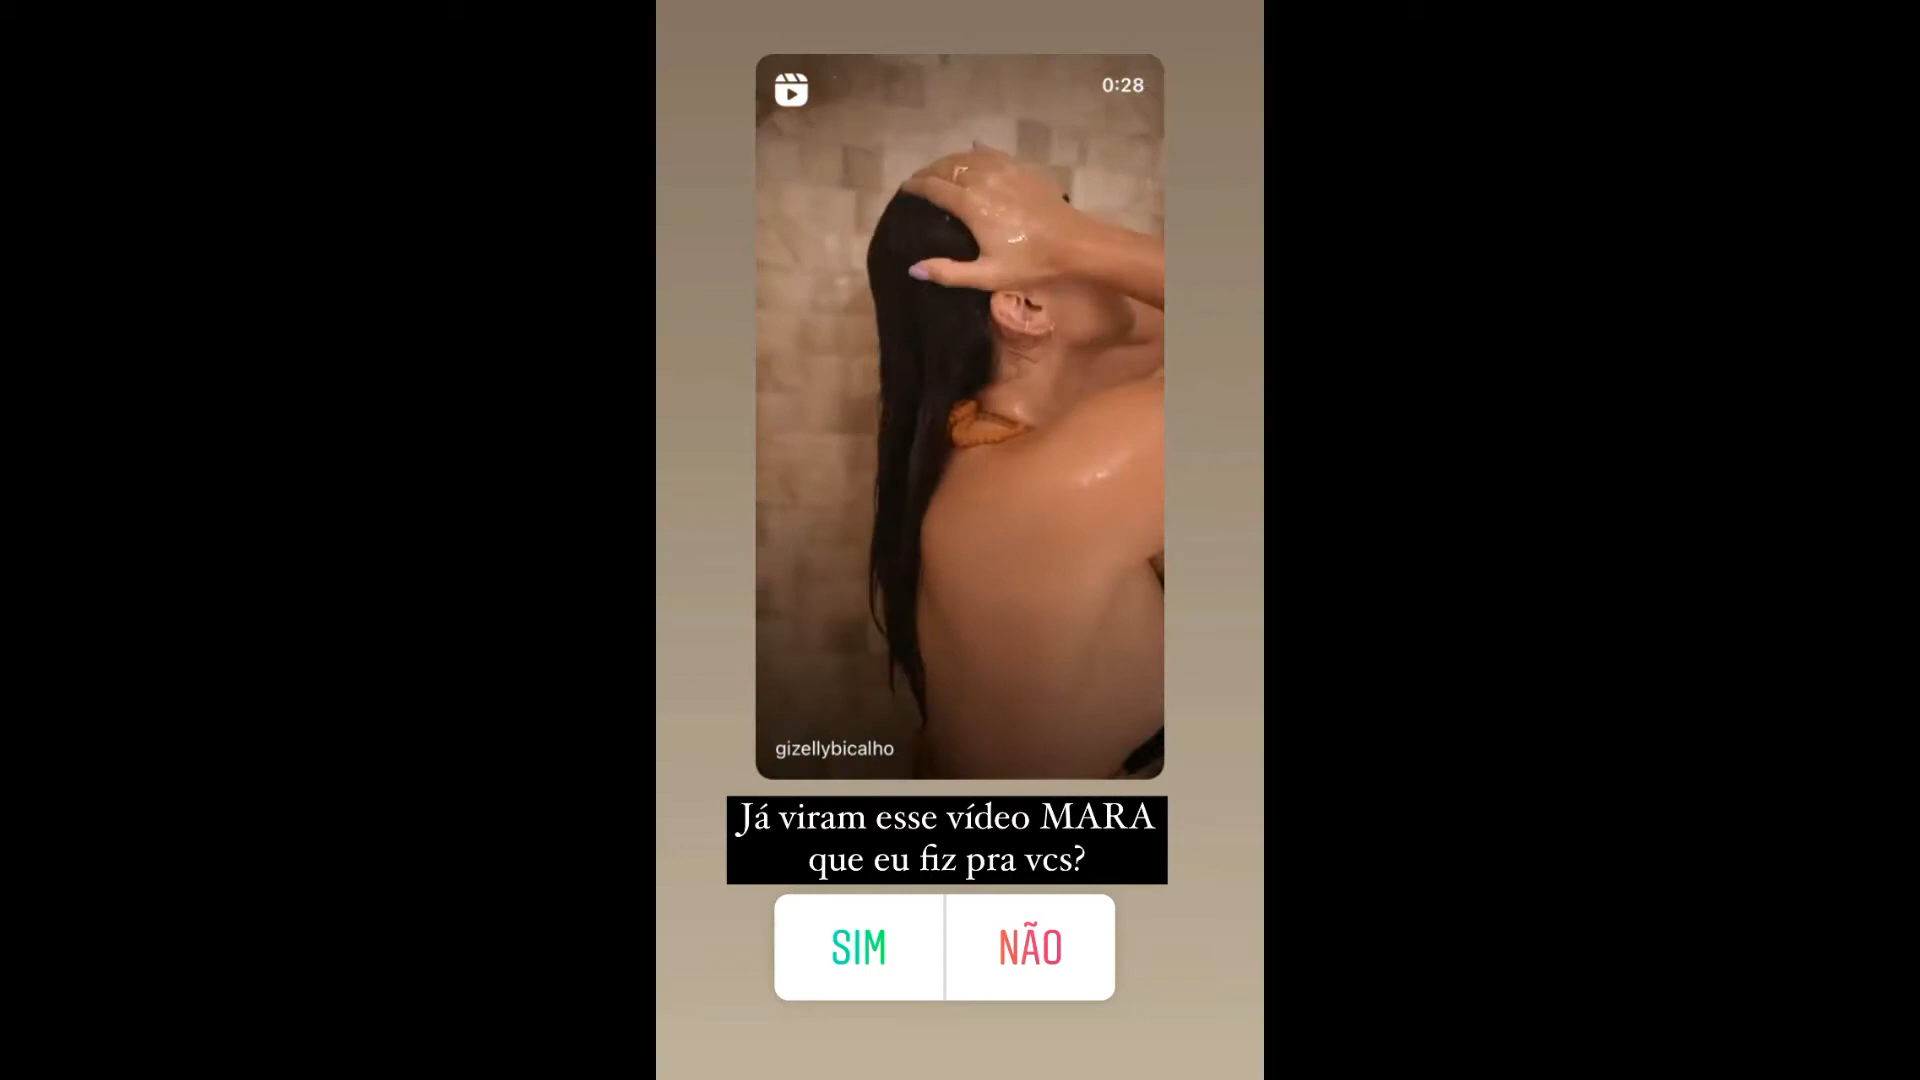 0:28
gizellybicalho
Já viram esse vídeo MARA
que eu fiz pra vcs?
SIM
NÃO